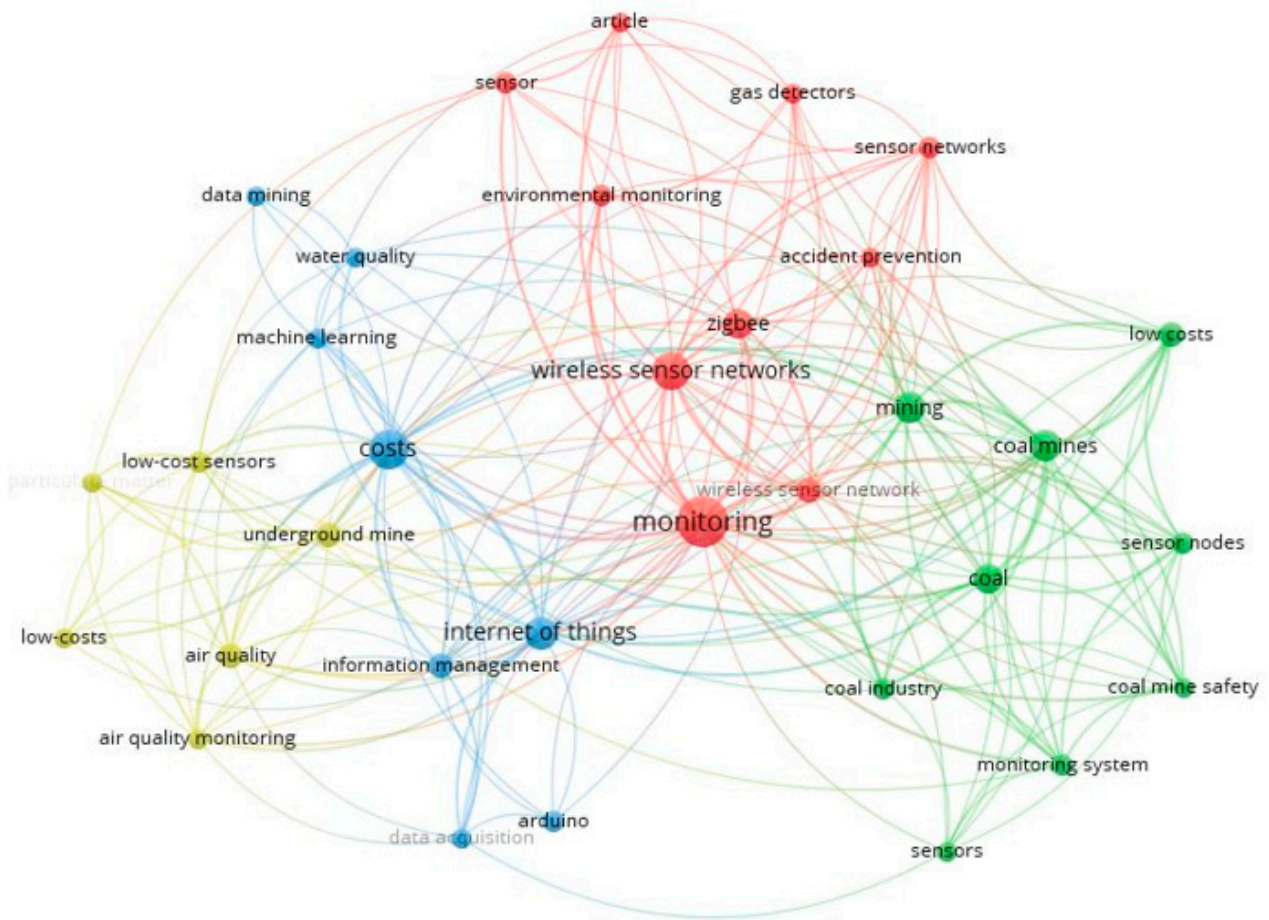 article
sensor
gas detectors
sensor networks
data mining
environmental monitoring
water quality
accident prevention
zigbee
low costs
machine learning
wireless sensor networks
mining
costs
coal mines
low-cost sensors
particulate matter
wireless sensor network
monitoring
underground mine
sensor nodes
coal
low-costs
internet of things
air quality
information management
coal industry
coal mine safety
air quality monitoring
monitoring system
arduino
data acquisition
sensors